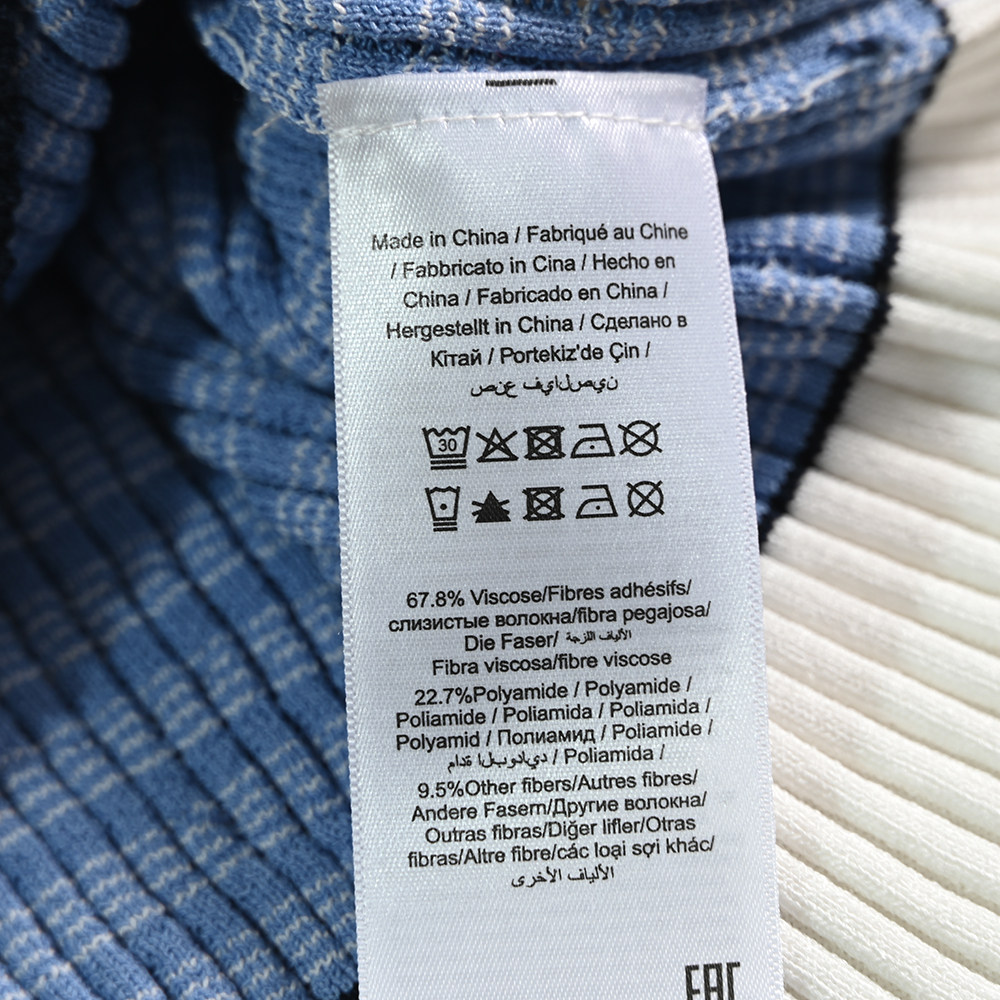 Made in China / Fabriqué au Chine
/ Fabbricato in Cina / Hecho en
China / Fabricado en China /
Hergestellt in China / Сделано в
Кітай / Portekiz'de Çin /
صنع في الصين
30
67.8% Viscose/Fibres adhésifs/
слизистые волокна/fibra pegajosa/
Die Faser/ الألياف اللزجة
Fibra viscosa/fibre viscose
22.7%Polyamide / Polyamide /
Poliamide / Poliamida / Poliamida /
Polyamid / Полиамид / Poliamide /
/ Poliamida /
9.5%Other fibers/Autres fibres/
Andere Fasern/Другие волокна/
Outras fibras/Diğer lifler/Otras
fibras/Altre fibre/các loại sợi khác/
الألياف الأخرى
EAC